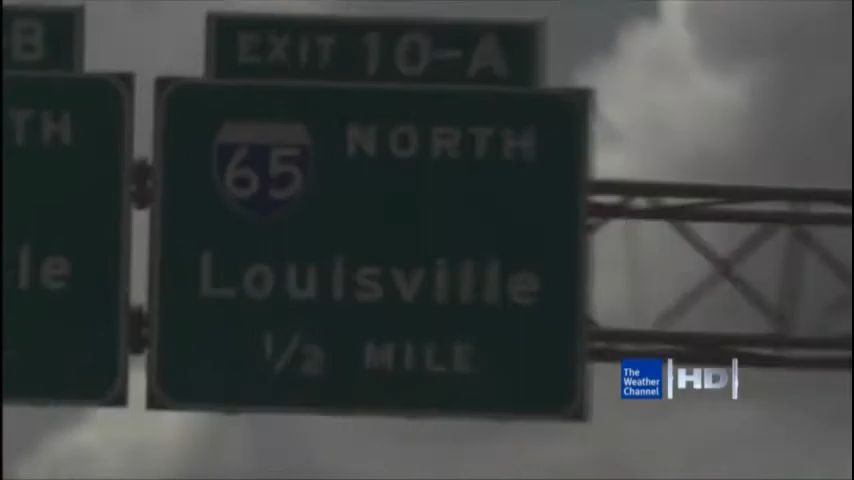 -B
TH
le
EXIT 10-A
65 NORTH
Louisville
1/2 MILE
The
Weather
Channel
HD